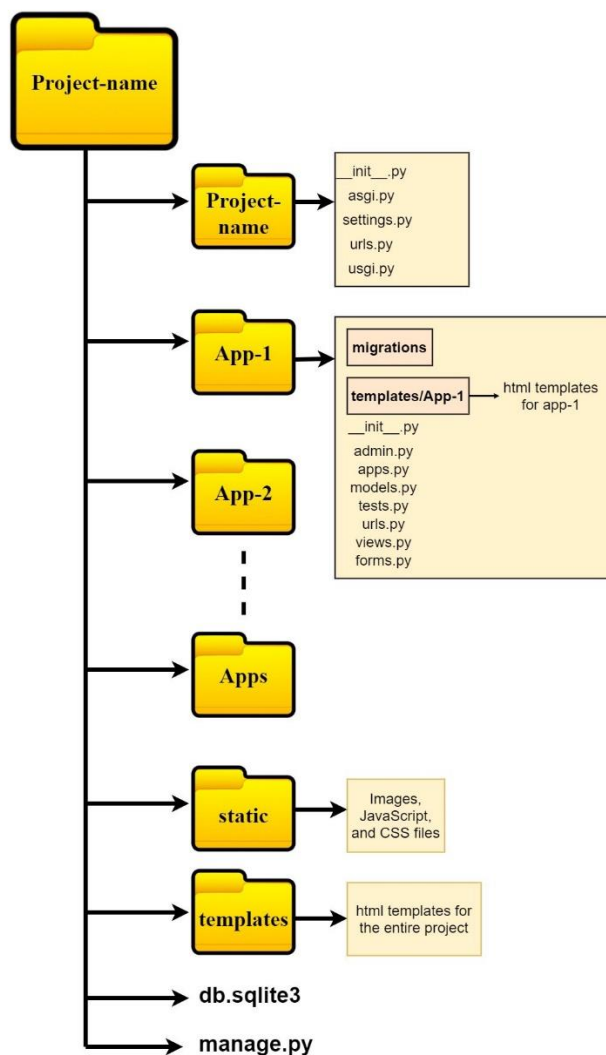 Project-name
Project-
name
__init__.py
asgi.py
settings.py
urls.py
usgi.py
App-1
migrations
templates/App-1
html templates
for app-1
__init__.py
admin.py
apps.py
models.py
tests.py
urls.py
views.py
forms.py
App-2
Apps
static
Images,
JavaScript,
and CSS files
templates
html templates for
the entire project
db.sqlite3
manage.py